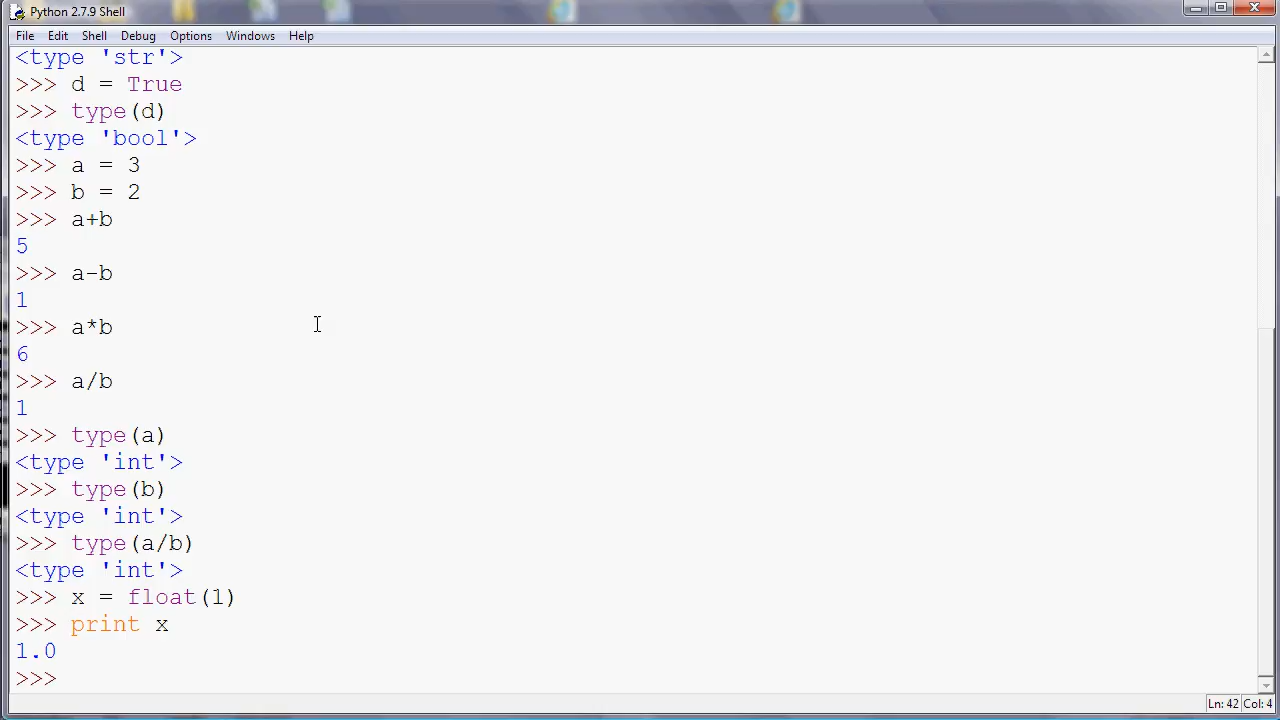 Python 2.7.9 Shell
File Edit Shell Debug Options Windows Help
<type 'str'>
>>> d = True
>>> type(d)
<type 'bool'>
>>> a = 3
>>> b = 2
>>> a+b
5
>>> a-b
1
>>> a*b
6
>>> a/b
1
>>> type(a)
<type 'int'>
>>> type(b)
<type 'int'>
>>> type(a/b)
<type 'int'>
>>> x = float(1)
>>> print x
1.0
>>>
Ln: 42 Col: 4